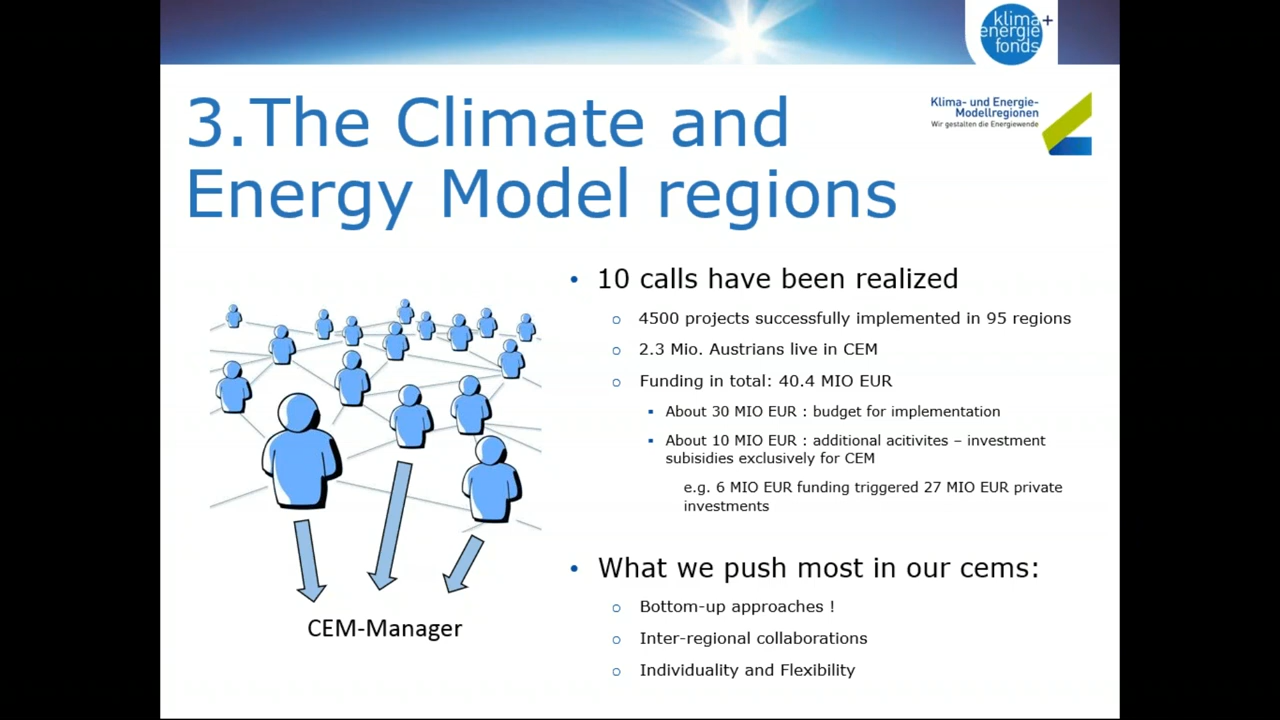 klima+
energie
fonds
Klima- und Energie-
Modellregionen
Wir gestalten die Energiewende
3.The Climate and
Energy Model regions
10 calls have been realized
4500 projects successfully implemented in 95 regions
2.3 Mio. Austrians live in CEM
Funding in total: 40.4 MIO EUR
About 30 MIO EUR : budget for implementation
About 10 MIO EUR : additional acitivites – investment
subisidies exclusively for CEM
e.g. 6 MIO EUR funding triggered 27 MIO EUR private
investments
What we push most in our cems:
Bottom-up approaches !
Inter-regional collaborations
Individuality and Flexibility
CEM-Manager